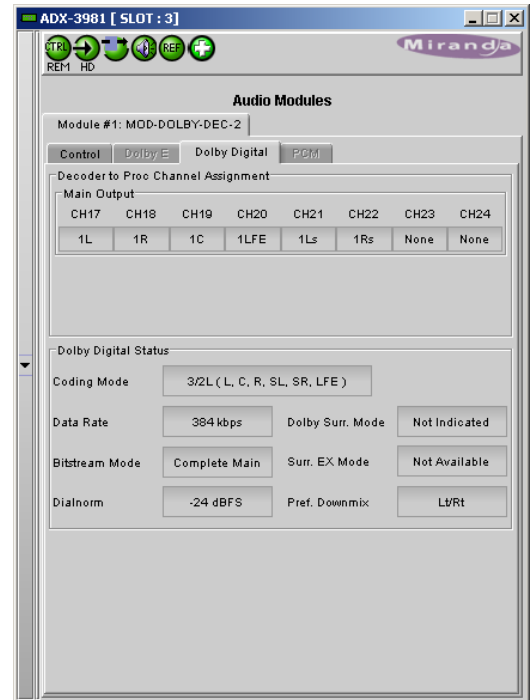 ADX-3981 [ SLOT : 3]
CTRL REF
REM HD
Miranda
Audio Modules
Module #1: MOD-DOLBY-DEC-2
Control Dolby E Dolby Digital PCM
Decoder to Proc Channel Assignment
Main Output
CH17 CH18 CH19 CH20 CH21 CH22 CH23 CH24
1L 1R 1C 1LFE 1Ls 1Rs None None
Dolby Digital Status
Coding Mode 3/2L ( L, C, R, SL, SR, LFE )
Data Rate 384 kbps Dolby Surr. Mode Not Indicated
Bitstream Mode Complete Main Surr. EX Mode Not Available
Dialnorm -24 dBFS Pref. Downmix Lt/Rt